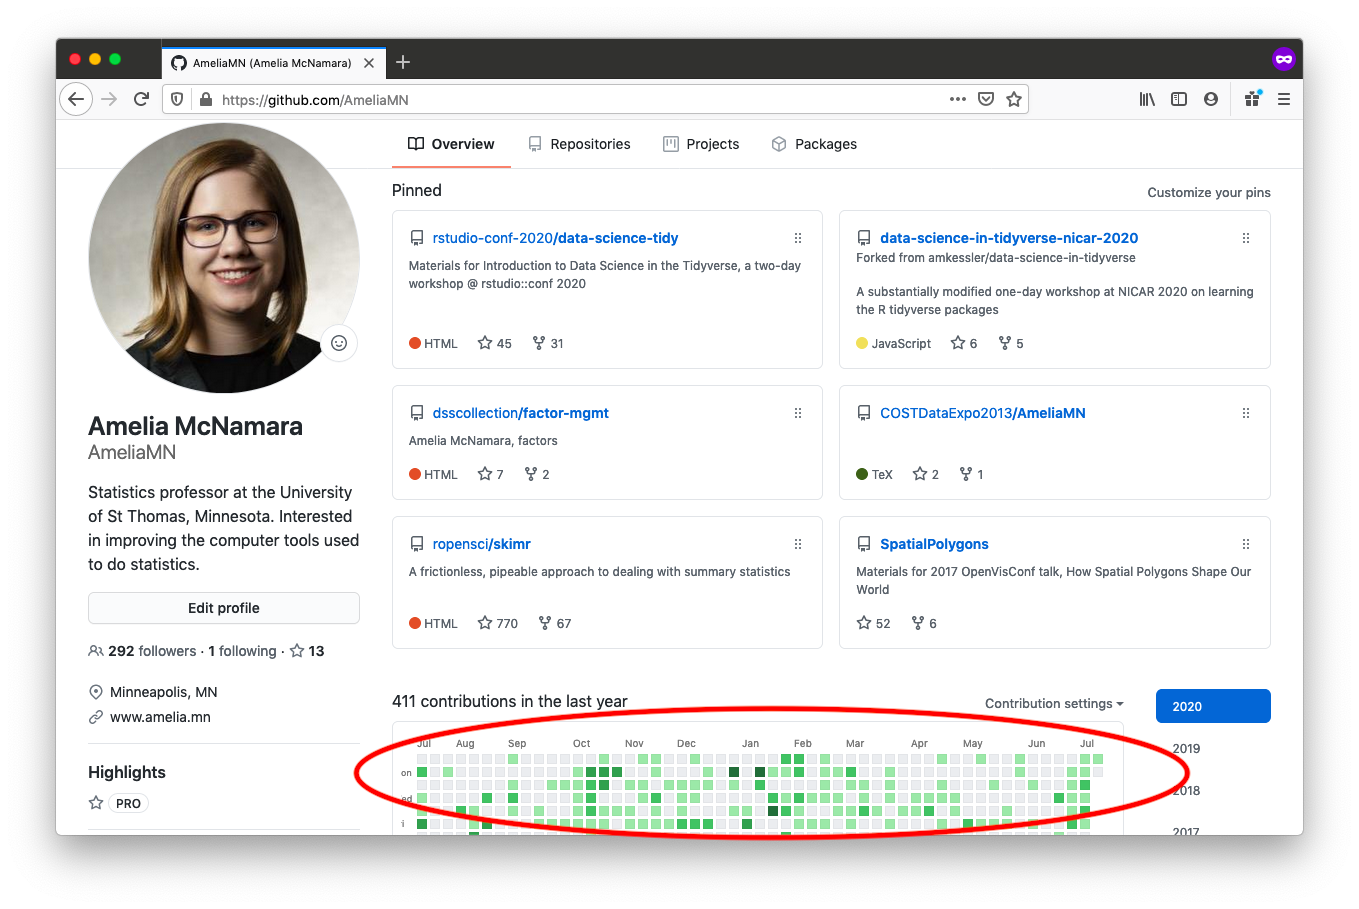 AmeliaMN (Amelia McNamara)
https://github.com/AmeliaMN
Overview
Repositories
Projects
Packages
Amelia McNamara
AmeliaMN
Statistics professor at the University
of St Thomas, Minnesota. Interested
in improving the computer tools used
to do statistics.
Edit profile
292 followers · 1 following · 13
Minneapolis, MN
www.amelia.mn
Highlights
PRO
Pinned
Customize your pins
rstudio-conf-2020/data-science-tidy
Materials for Introduction to Data Science in the Tidyverse, a two-day
workshop @ rstudio::conf 2020
HTML 45 31
data-science-in-tidyverse-nicar-2020
Forked from amkessler/data-science-in-tidyverse
A substantially modified one-day workshop at NICAR 2020 on learning
the R tidyverse packages
JavaScript 6 5
dsscollection/factor-mgmt
Amelia McNamara, factors
HTML 7 2
COSTDataExpo2013/AmeliaMN
TeX 2 1
ropensci/skimr
A frictionless, pipeable approach to dealing with summary statistics
HTML 770 67
SpatialPolygons
Materials for 2017 OpenVisConf talk, How Spatial Polygons Shape Our
World
52 6
411 contributions in the last year
Contribution settings
2020
2019
2018
2017
Jul Aug Sep Oct Nov Dec Jan Feb Mar Apr May Jun Jul
on
ed
i